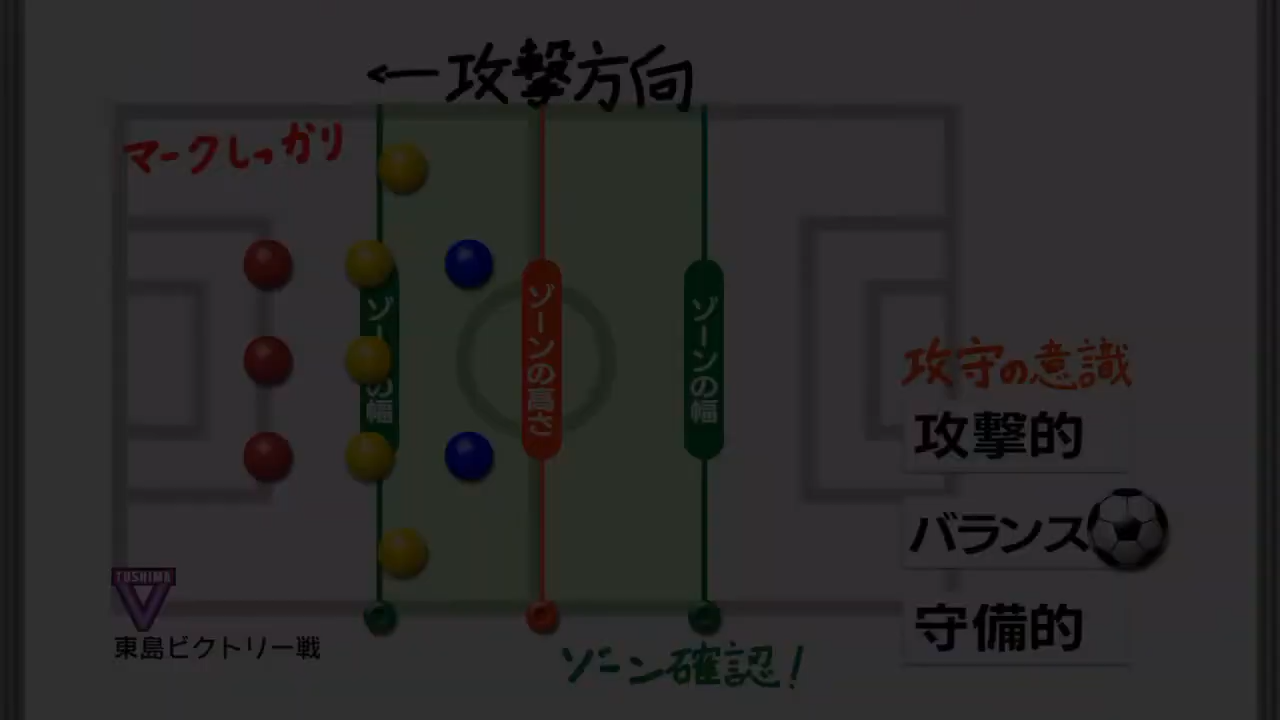 ←攻撃方向
マークしっかり
ゾーンの幅
ゾーンの高さ
ゾーンの幅
攻守の意識
攻撃的
バランス
守備的
TOSHIMA
東島ビクトリー戦
ゾーン確認！